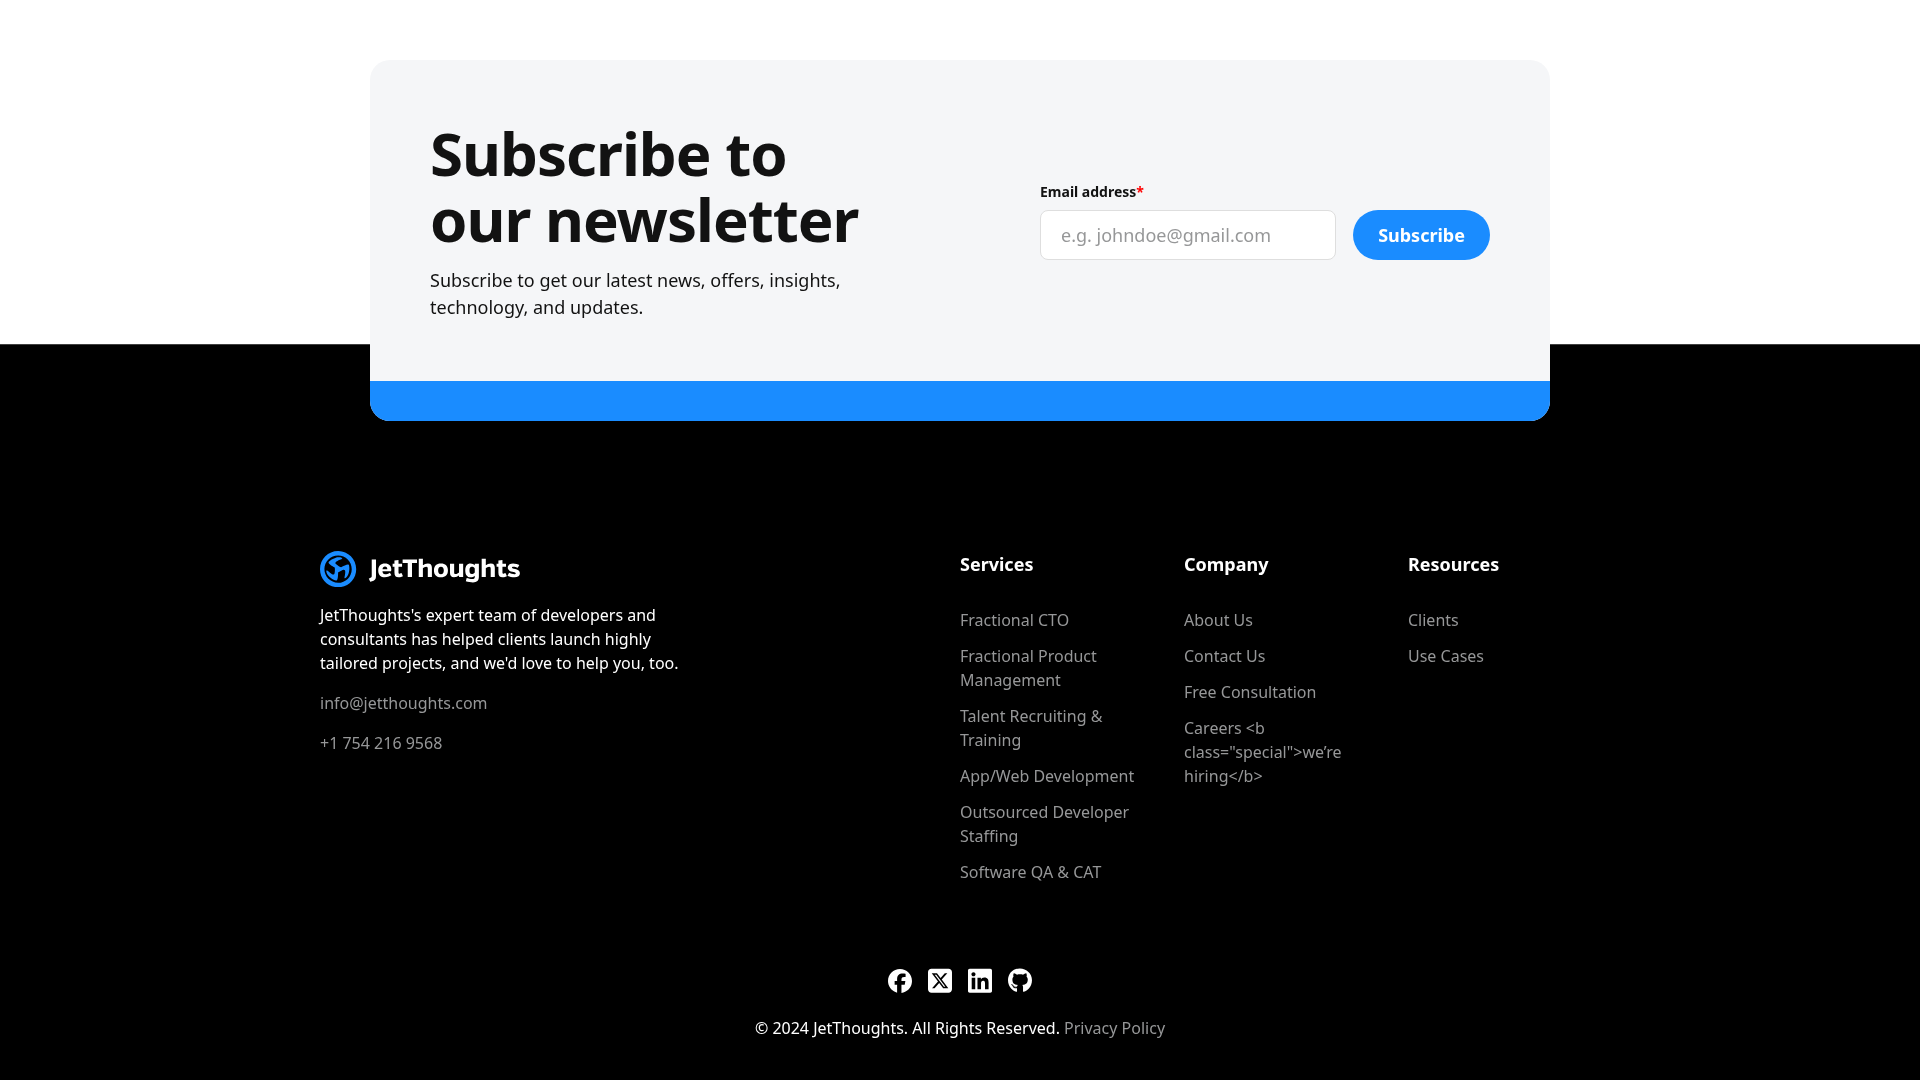 Subscribe to
our newsletter
Subscribe to get our latest news, offers, insights,
technology, and updates.
Email address*
e.g. johndoe@gmail.com
Subscribe
JetThoughts
JetThoughts's expert team of developers and
consultants has helped clients launch highly
tailored projects, and we'd love to help you, too.
info@jetthoughts.com
+1 754 216 9568
Services
Fractional CTO
Fractional Product
Management
Talent Recruiting &
Training
App/Web Development
Outsourced Developer
Staffing
Software QA & CAT
Company
About Us
Contact Us
Free Consultation
Careers <b
class="special">we’re
hiring</b>
Resources
Clients
Use Cases
© 2024 JetThoughts. All Rights Reserved. Privacy Policy